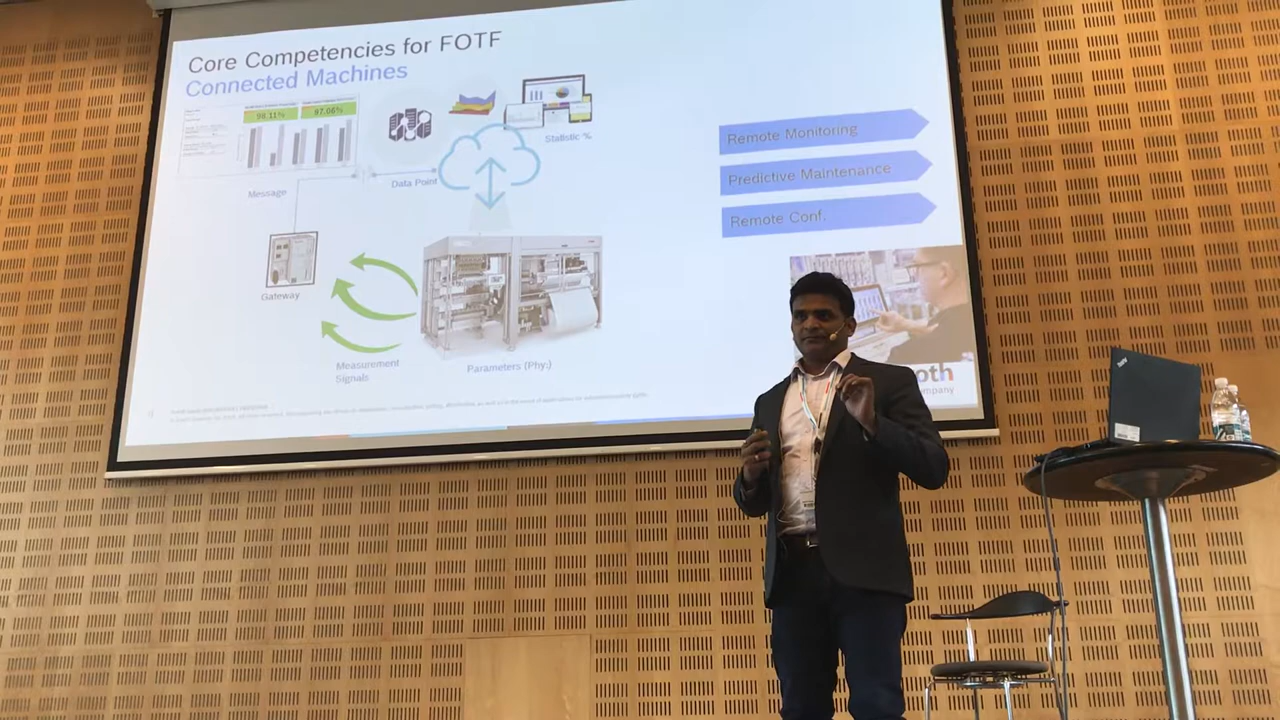 Core Competencies for FOTF
Connected Machines
98.11%
97.06%
Statistic %
Message
Data Point
Gateway
Measurement
Signals
Parameters (Phy.)
Remote Monitoring
Predictive Maintenance
Remote Conf.
oth
ompany